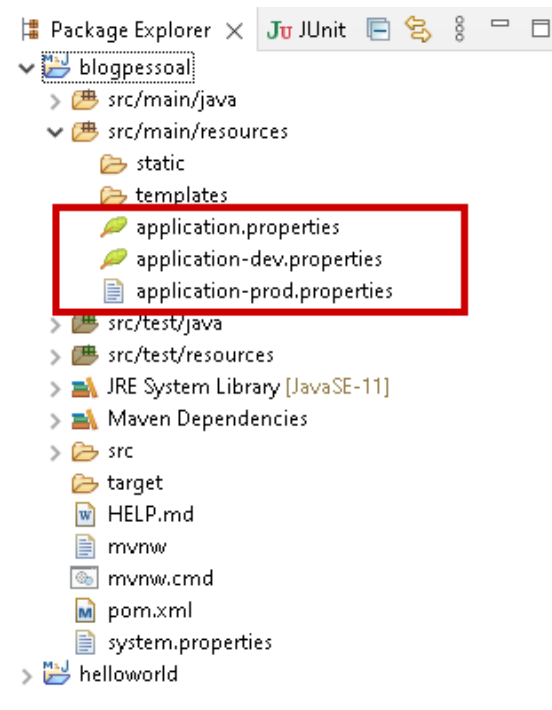 Package Explorer JUnit
blogpessoal
src/main/java
src/main/resources
static
templates
application.properties
application-dev.properties
application-prod.properties
src/test/java
src/test/resources
JRE System Library [JavaSE-11]
Maven Dependencies
src
target
HELP.md
mvnw
mvnw.cmd
pom.xml
system.properties
helloworld